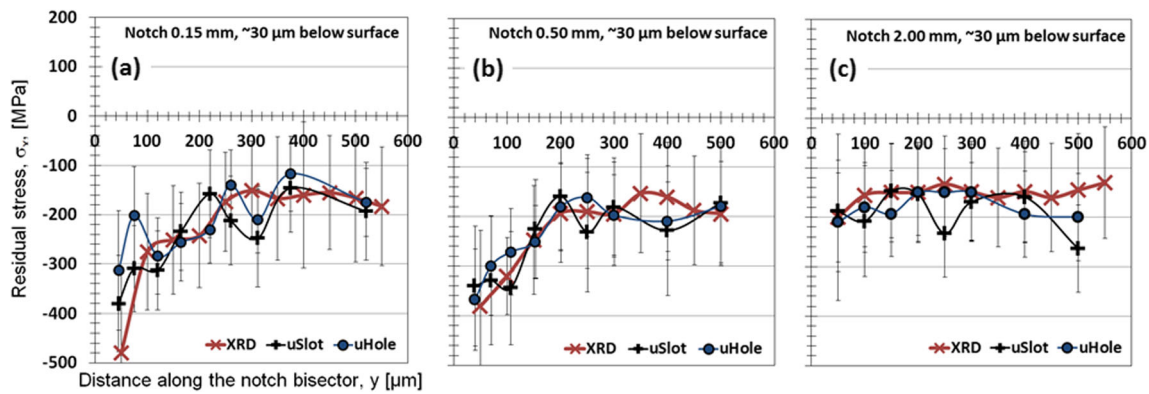 Notch 0.15 mm, ~30 µm below surface
(a)
200
100
0
-100
-200
-300
-400
-500
0 100 200 300 400 500 600
Residual stress, σy, [MPa]
XRD uSlot uHole
Distance along the notch bisector, y [µm]
Notch 0.50 mm, ~30 µm below surface
(b)
0 100 200 300 400 500 600
XRD uSlot uHole
Notch 2.00 mm, ~30 µm below surface
(c)
0 100 200 300 400 500 600
XRD uSlot uHole